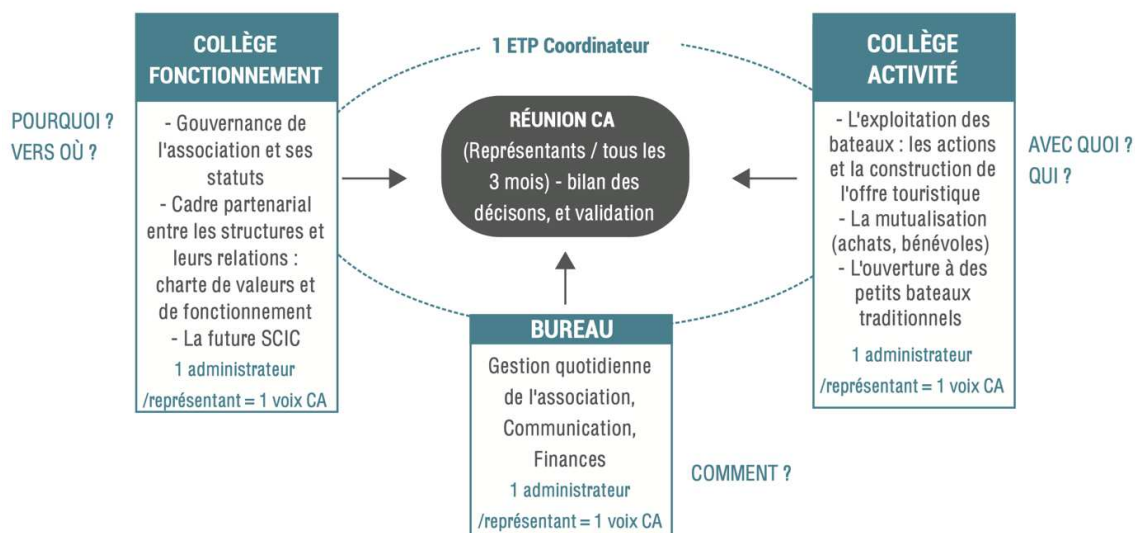 COLLÈGE
FONCTIONNEMENT
POURQUOI ?
VERS OÙ ?
- Gouvernance de
l'association et ses
statuts
- Cadre partenarial
entre les structures et
leurs relations :
charte de valeurs et
de fonctionnement
- La future SCIC
1 administrateur
/représentant = 1 voix CA
1 ETP Coordinateur
RÉUNION CA
(Représentants / tous les
3 mois) - bilan des
décisons, et validation
COLLÈGE
ACTIVITÉ
- L'exploitation des
bateaux : les actions
et la construction de
l'offre touristique
- La mutualisation
(achats, bénévoles)
- L'ouverture à des
petits bateaux
traditionnels
1 administrateur
/représentant = 1 voix CA
AVEC QUOI ?
QUI ?
BUREAU
Gestion quotidienne
de l'association,
Communication,
Finances
1 administrateur
/représentant = 1 voix CA
COMMENT ?